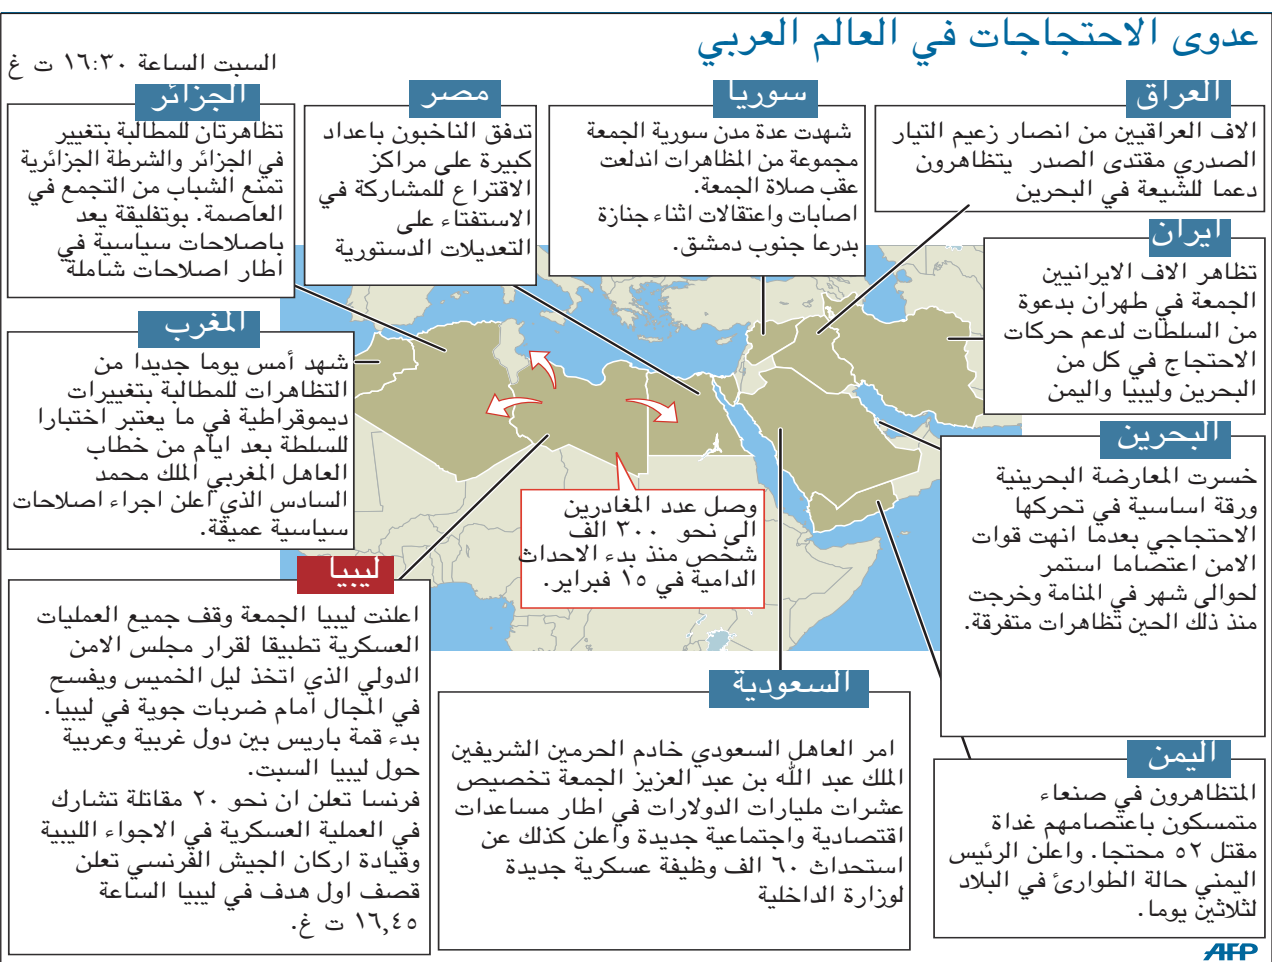 عدوى الاحتجاجات في العالم العربي
السبت الساعة ١٦:٣٠ ت غ
العراق
الاف العراقيين من انصار زعيم التيار
الصدري مقتدى الصدر يتظاهرون
دعما للشيعة في البحرين
سوريا
شهدت عدة مدن سورية الجمعة
مجموعة من المظاهرات اندلعت
عقب صلاة الجمعة.
اصابات واعتقالات اثناء جنازة
بدرعا جنوب دمشق.
مصر
تدفق الناخبون باعداد
كبيرة على مراكز
الاقتراع للمشاركة في
الاستفتاء على
التعديلات الدستورية
الجزائر
تظاهرتان للمطالبة بتغيير
في الجزائر والشرطة الجزائرية
تمنع الشباب من التجمع في
العاصمة. بوتفليقة يعد
باصلاحات سياسية في
اطار اصلاحات شاملة
ايران
تظاهر الاف الايرانيين
الجمعة في طهران بدعوة
من السلطات لدعم حركات
الاحتجاج في كل من
البحرين وليبيا واليمن
المغرب
شهد أمس يوما جديدا من
التظاهرات للمطالبة بتغييرات
ديموقراطية في ما يعتبر اختبارا
للسلطة بعد ايام من خطاب
العاهل المغربي الملك محمد
السادس الذي اعلن اجراء اصلاحات
سياسية عميقة.
البحرين
خسرت المعارضة البحرينية
ورقة اساسية في تحركها
الاحتجاجي بعدما انهت قوات
الامن اعتصاما استمر
لحوالى شهر في المنامة وخرجت
منذ ذلك الحين تظاهرات متفرقة.
وصل عدد المغادرين
الى نحو ٣٠٠ الف
شخص منذ بدء الاحداث
الدامية في ١٥ فبراير.
ليبيا
اعلنت ليبيا الجمعة وقف جميع العمليات
العسكرية تطبيقا لقرار مجلس الامن
الدولي الذي اتخذ ليل الخميس ويفسح
في المجال امام ضربات جوية في ليبيا.
بدء قمة باريس بين دول غربية وعربية
حول ليبيا السبت.
فرنسا تعلن ان نحو ٢٠ مقاتلة تشارك
في العملية العسكرية في الاجواء الليبية
وقيادة اركان الجيش الفرنسي تعلن
قصف اول هدف في ليبيا الساعة
١٦,٤٥ ت غ.
السعودية
امر العاهل السعودي خادم الحرمين الشريفين
الملك عبد الله بن عبد العزيز الجمعة تخصيص
عشرات مليارات الدولارات في اطار مساعدات
اقتصادية واجتماعية جديدة واعلن كذلك عن
استحداث ٦٠ الف وظيفة عسكرية جديدة
لوزارة الداخلية
اليمن
المتظاهرون في صنعاء
متمسكون باعتصامهم غداة
مقتل ٥٢ محتجا. واعلن الرئيس
اليمني حالة الطوارئ في البلاد
لثلاثين يوما.
AFP